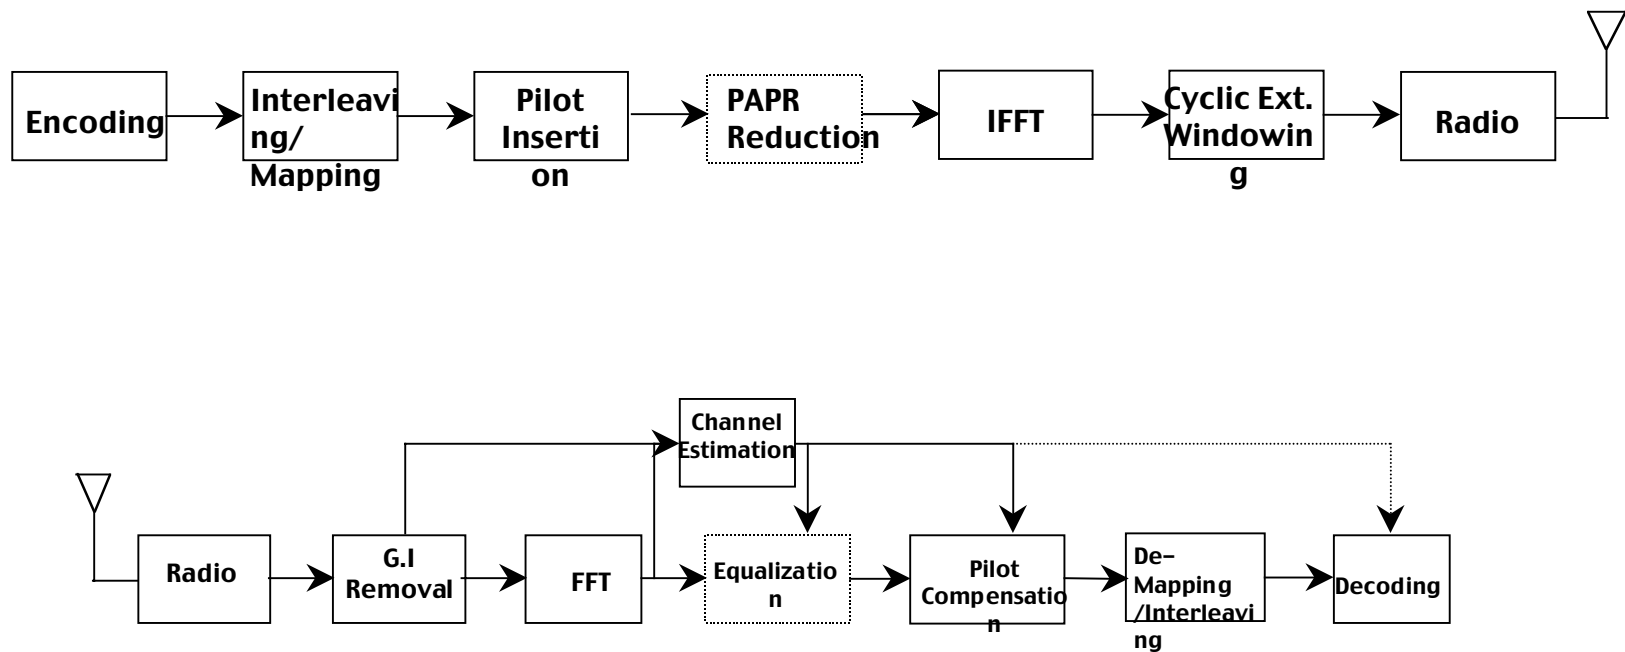 Encoding
Interleavi
ng/
Mapping
Pilot
Inserti
on
PAPR
Reduction
IFFT
Cyclic Ext.
Windowin
g
Radio
Channel
Estimation
Radio
G.I
Removal
FFT
Equalizatio
n
Pilot
Compensatio
n
De-
Mapping
/Interleavi
ng
Decoding